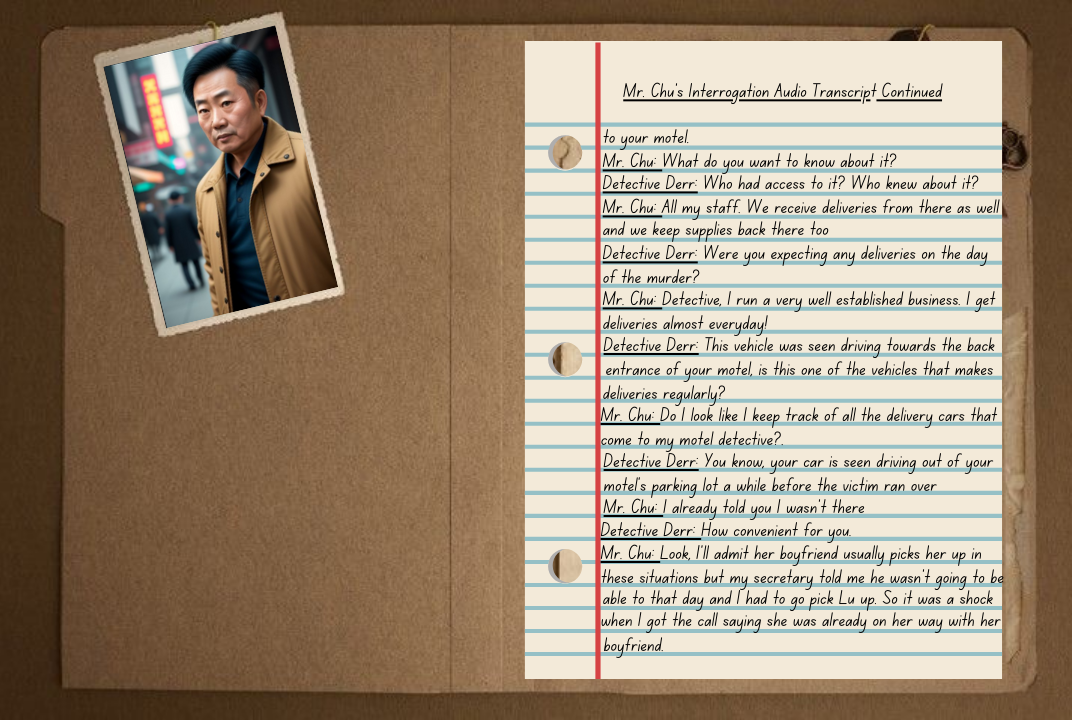 Mr. Chu's Interrogation Audio Transcript Continued
to your motel.
Mr. Chu: What do you want to know about it?
Detective Derr: Who had access to it? Who knew about it?
Mr. Chu: All my staff. We receive deliveries from there as well
and we keep supplies back there too
Detective Derr: Were you expecting any deliveries on the day
of the murder?
Mr. Chu: Detective, I run a very well established business. I get
deliveries almost everyday!
Detective Derr: This vehicle was seen driving towards the back
entrance of your motel, is this one of the vehicles that makes
deliveries regularly?
Mr. Chu: Do I look like I keep track of all the delivery cars that
come to my motel detective?.
Detective Derr: You know, your car is seen driving out of your
motel's parking lot a while before the victim ran over
Mr. Chu: I already told you I wasn't there
Detective Derr: How convenient for you.
Mr. Chu: Look, I'll admit her boyfriend usually picks her up in
these situations but my secretary told me he wasn't going to be
able to that day and I had to go pick Lu up. So it was a shock
when I got the call saying she was already on her way with her
boyfriend.